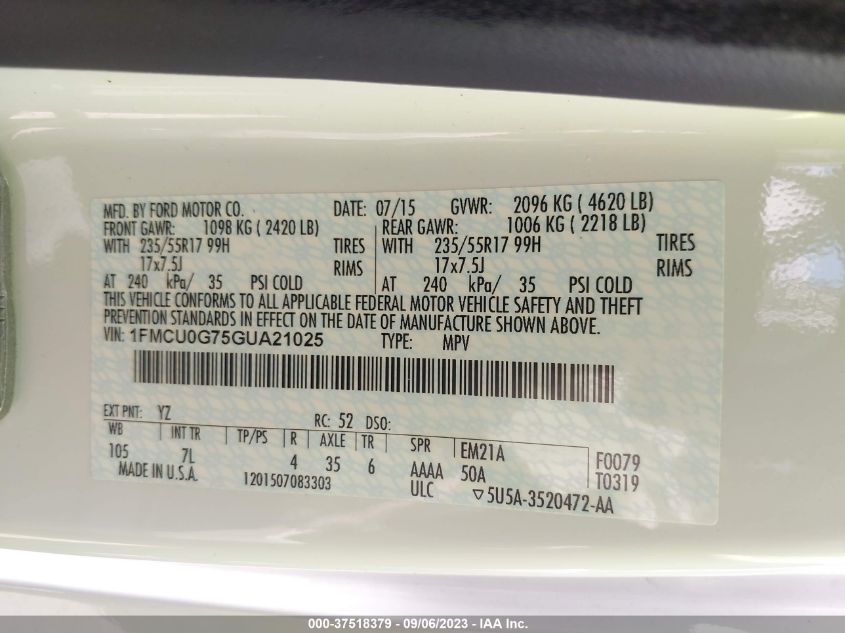 MFD. BY FORD MOTOR CO. DATE: 07/15 GVWR: 2096 KG ( 4620 LB)
FRONT GAWR: 1098 KG ( 2420 LB) REAR GAWR: 1006 KG ( 2218 LB)
WITH 235/55R17 99H TIRES WITH 235/55R17 99H TIRES
17x7.5J RIMS 17x7.5J RIMS
AT 240 kPa/ 35 PSI COLD AT 240 kPa/ 35 PSI COLD
THIS VEHICLE CONFORMS TO ALL APPLICABLE FEDERAL MOTOR VEHICLE SAFETY AND THEFT
PREVENTION STANDARDS IN EFFECT ON THE DATE OF MANUFACTURE SHOWN ABOVE.
VIN: 1FMCU0G75GUA21025 TYPE: MPV
EXT PNT: YZ RC: 52 DSO:
WB INT TR TP/PS R AXLE TR SPR EM21A F0079
105 7L 4 35 6 AAAA 50A T0319
MADE IN U.S.A. 1201507083303 ULC ▽5U5A-3520472-AA
000-37518379 - 09/06/2023 - IAA Inc.